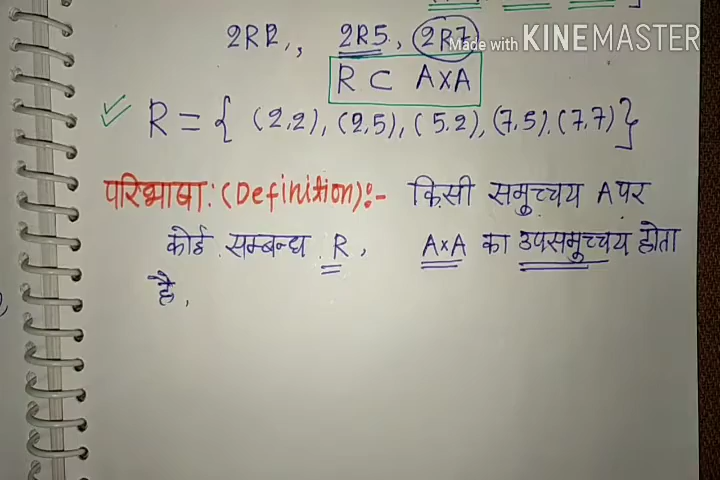 2R2, , 2R5, 2R7
Made with KINEMASTER
R ⊂ A×A
R = { (2,2), (2,5), (5,2), (7,5), (7,7) }
परिभाषा: (Definition):- किसी समुच्चय A पर
कोई सम्बन्ध R, A×A का उपसमुच्चय होता
है,